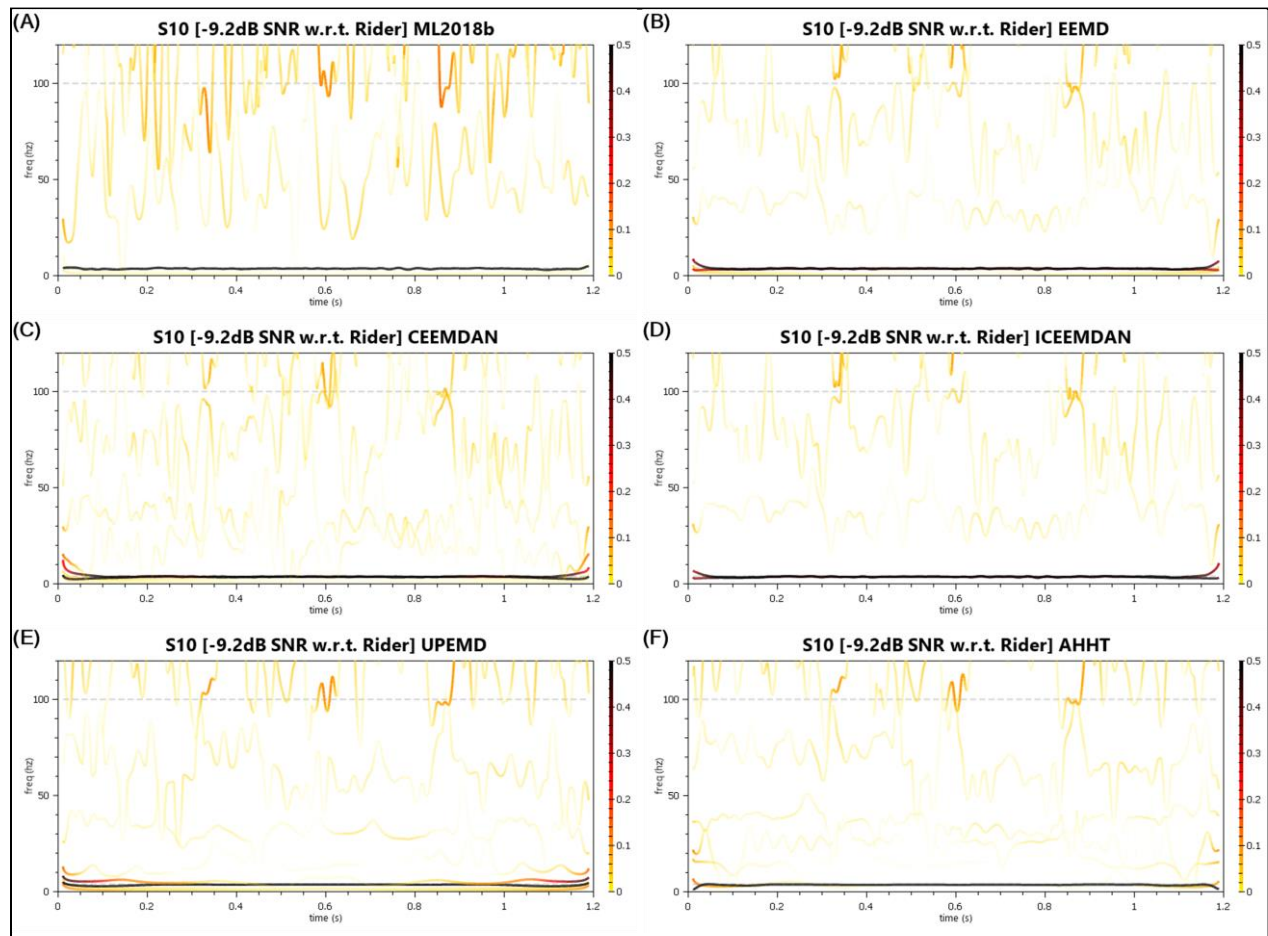 (A)
S10 [-9.2dB SNR w.r.t. Rider] ML2018b
freq (hz)
100
50
0
0 0.2 0.4 0.6 0.8 1 1.2
time (s)
0.5
0.4
0.3
0.2
0.1
0
(B)
S10 [-9.2dB SNR w.r.t. Rider] EEMD
freq (hz)
100
50
0
0 0.2 0.4 0.6 0.8 1 1.2
time (s)
0.5
0.4
0.3
0.2
0.1
0
(C)
S10 [-9.2dB SNR w.r.t. Rider] CEEMDAN
freq (hz)
100
50
0
0 0.2 0.4 0.6 0.8 1 1.2
time (s)
0.5
0.4
0.3
0.2
0.1
0
(D)
S10 [-9.2dB SNR w.r.t. Rider] ICEEMDAN
freq (hz)
100
50
0
0 0.2 0.4 0.6 0.8 1 1.2
time (s)
0.5
0.4
0.3
0.2
0.1
0
(E)
S10 [-9.2dB SNR w.r.t. Rider] UPEMD
freq (hz)
100
50
0
0 0.2 0.4 0.6 0.8 1 1.2
time (s)
0.5
0.4
0.3
0.2
0.1
0
(F)
S10 [-9.2dB SNR w.r.t. Rider] AHHT
freq (hz)
100
50
0
0 0.2 0.4 0.6 0.8 1 1.2
time (s)
0.5
0.4
0.3
0.2
0.1
0